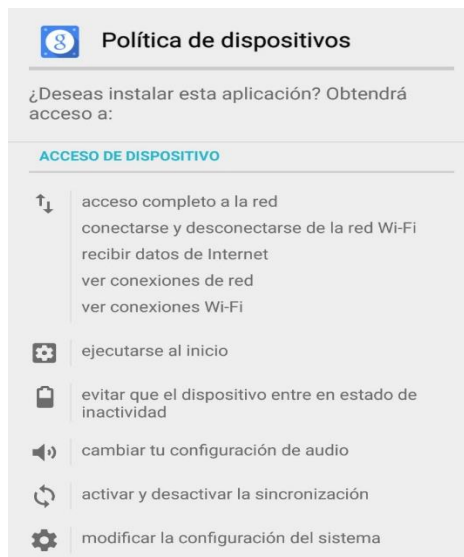 8 Política de dispositivos
¿Deseas instalar esta aplicación? Obtendrá
acceso a:
ACCESO DE DISPOSITIVO
acceso completo a la red
conectarse y desconectarse de la red Wi-Fi
recibir datos de Internet
ver conexiones de red
ver conexiones Wi-Fi
ejecutarse al inicio
evitar que el dispositivo entre en estado de
inactividad
cambiar tu configuración de audio
activar y desactivar la sincronización
modificar la configuración del sistema